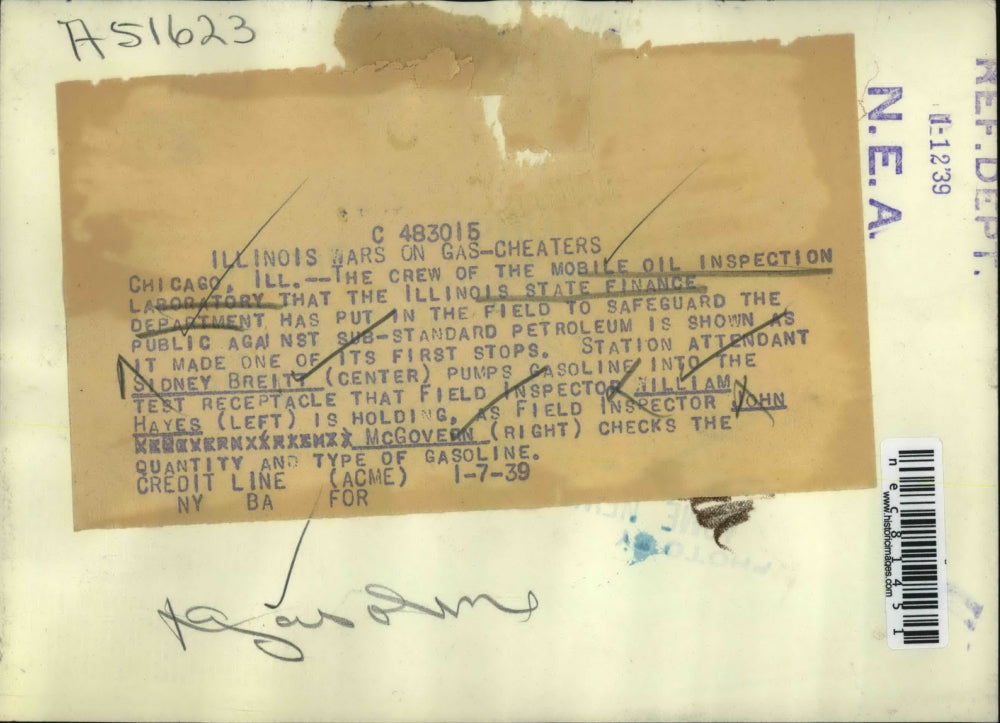 A51623
C 483015
ILLINOIS WARS ON GAS-CHEATERS
CHICAGO, ILL.--THE CREW OF THE MOBILE OIL INSPECTION
LABORATORY THAT THE ILLINOIS STATE FINANCE
DEPARTMENT HAS PUT IN THE FIELD TO SAFEGUARD THE
PUBLIC AGAINST SUB-STANDARD PETROLEUM IS SHOWN AS
IT MADE ONE OF ITS FIRST STOPS. STATION ATTENDANT
SIDNEY BREIT (CENTER) PUMPS GASOLINE INTO THE
TEST RECEPTACLE THAT FIELD INSPECTOR WILLIAM
HAYES (LEFT) IS HOLDING, AS FIELD INSPECTOR JOHN
MCGOVERN (RIGHT) CHECKS THE
QUANTITY AND TYPE OF GASOLINE.
CREDIT LINE (ACME) 1-7-39
NY BA FOR
gasoline
N.E.A.
1-12'39
REF. DEPT.
www.historicimages.com
nec81451